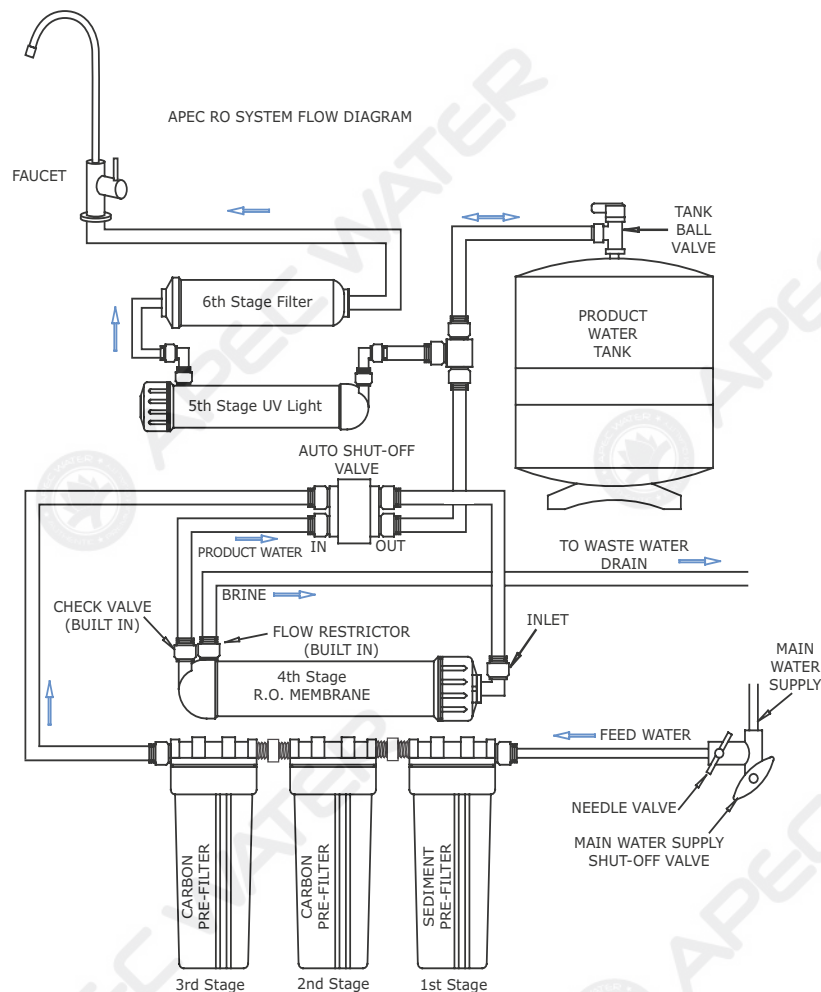 APEC RO SYSTEM FLOW DIAGRAM
FAUCET
TANK
BALL
VALVE
6th Stage Filter
PRODUCT
WATER
TANK
5th Stage UV Light
AUTO SHUT-OFF
VALVE
PRODUCT WATER
IN
OUT
TO WASTE WATER
DRAIN
BRINE
CHECK VALVE
(BUILT IN)
FLOW RESTRICTOR
(BUILT IN)
INLET
4th Stage
R.O. MEMBRANE
MAIN
WATER
SUPPLY
FEED WATER
NEEDLE VALVE
MAIN WATER SUPPLY
SHUT-OFF VALVE
CARBON
PRE-FILTER
CARBON
PRE-FILTER
SEDIMENT
PRE-FILTER
3rd Stage
2nd Stage
1st Stage
APEC WATER